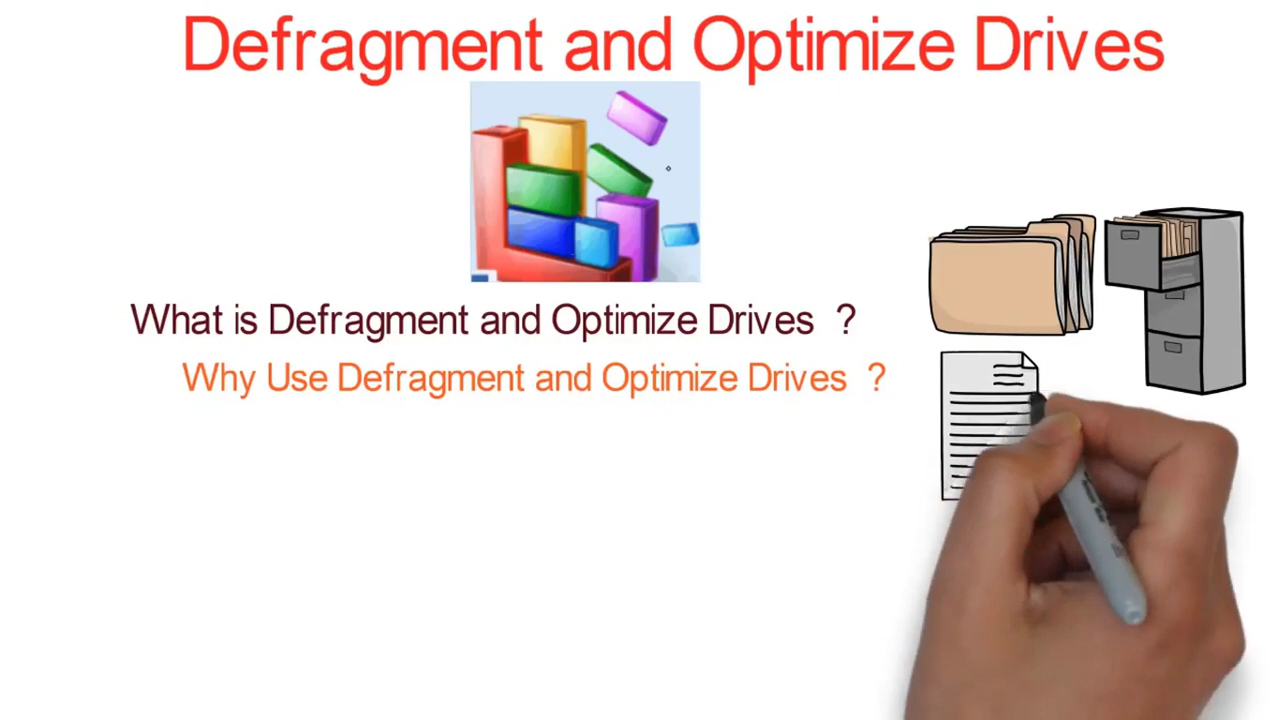 Defragment and Optimize Drives
What is Defragment and Optimize Drives ?
Why Use Defragment and Optimize Drives ?